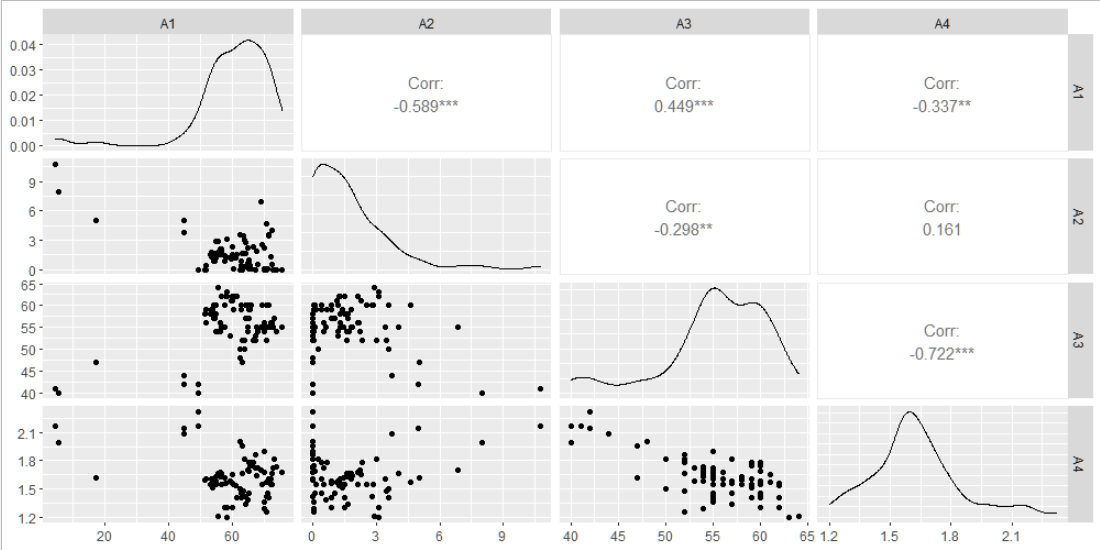 A1 A2 A3 A4
0.04
0.03
0.02
0.01
0.00
Corr:
-0.589***
Corr:
0.449***
Corr:
-0.337**
A1
9
6
3
0
Corr:
-0.298**
Corr:
0.161
A2
65
60
55
50
45
40
Corr:
-0.722***
A3
2.1
1.8
1.5
1.2
A4
20 40 60 0 3 6 9 40 45 50 55 60 65 1.2 1.5 1.8 2.1